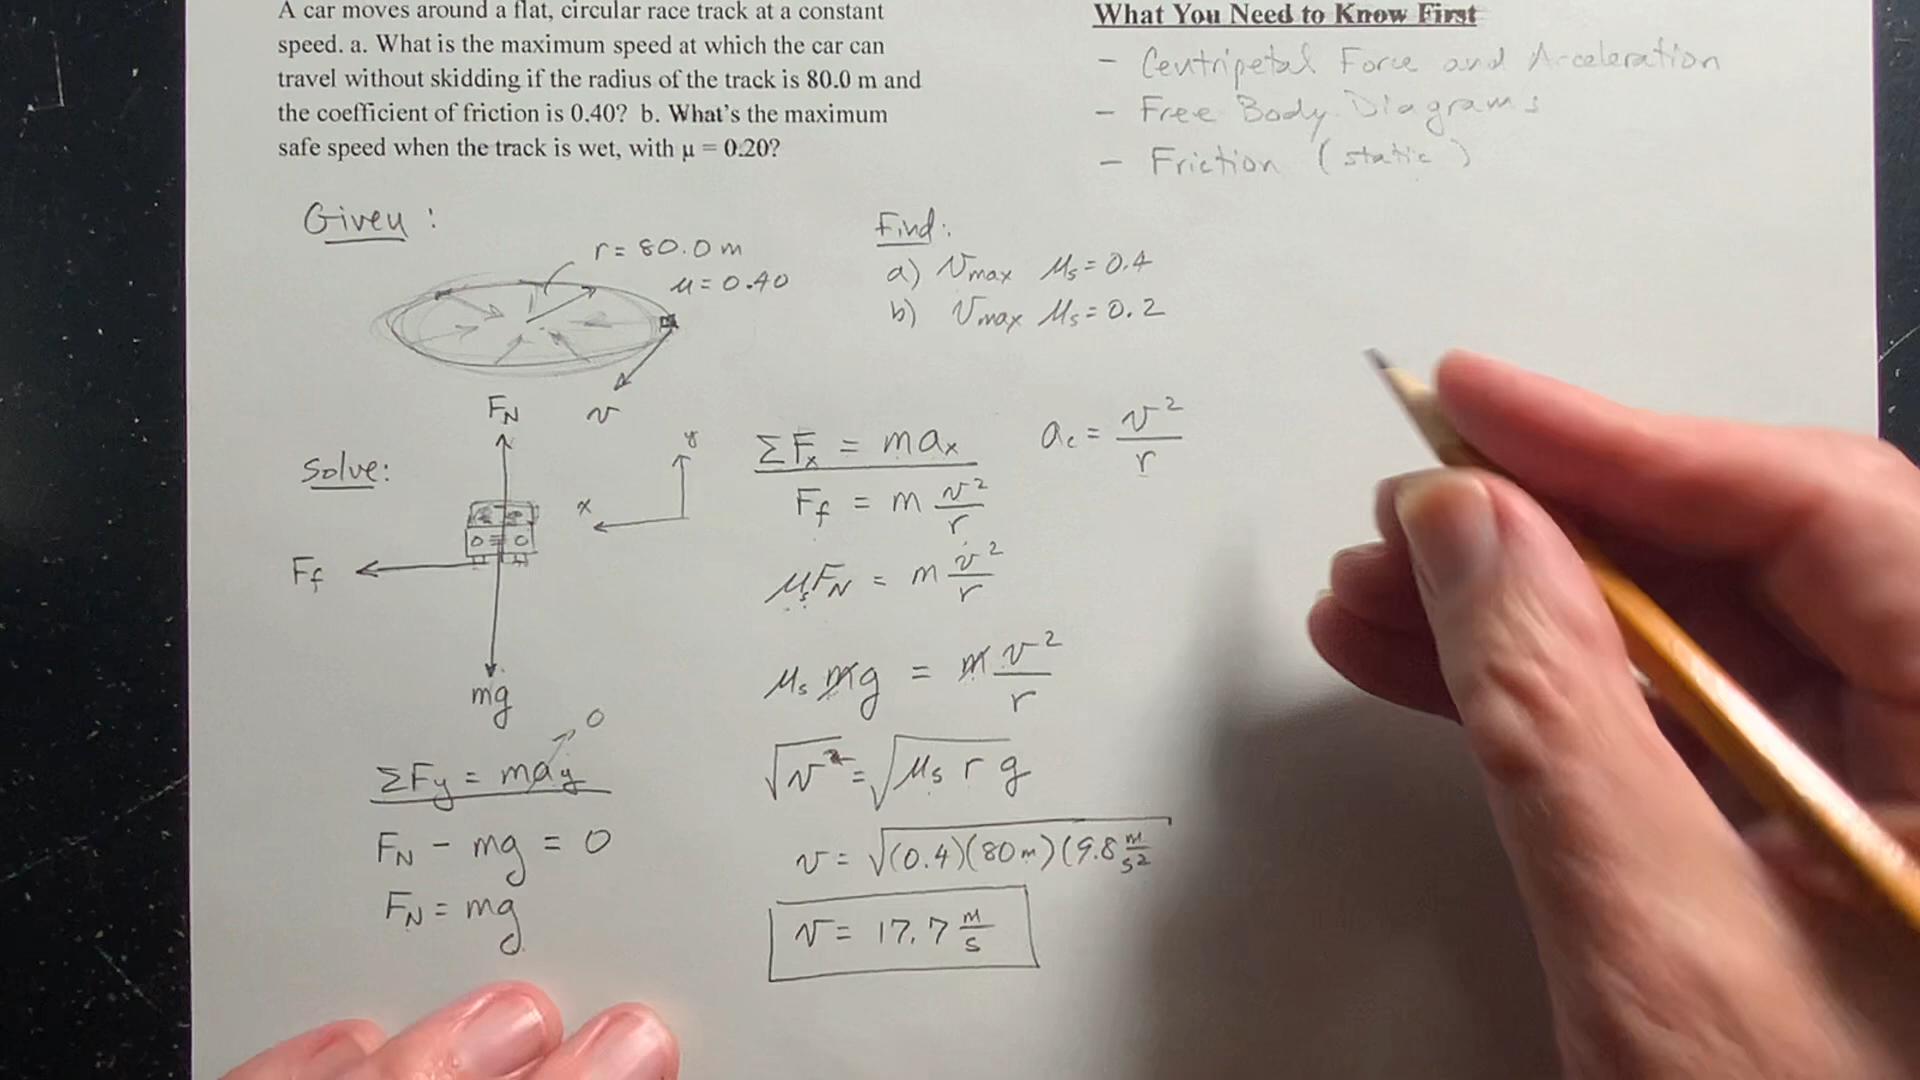 A car moves around a flat, circular race track at a constant
speed. a. What is the maximum speed at which the car can
travel without skidding if the radius of the track is 80.0 m and
the coefficient of friction is 0.40? b. What's the maximum
safe speed when the track is wet, with μ = 0.20?
What You Need to Know First
- Centripetal Force and Acceleration
- Free Body Diagrams
- Friction (static)
Given:
r = 80.0 m
μ = 0.40
v
Find:
a) vmax μs = 0.4
b) vmax μs = 0.2
Solve:
FN
Ff
mg
y
x
ΣFy = may
0
FN - mg = 0
FN = mg
ΣFx = max
ac = v²/r
Ff = m v²/r
μsFN = m v²/r
μs mg = m v²/r
√v² = √μs r g
v = √(0.4)(80m)(9.8 m/s²
v = 17.7 m/s